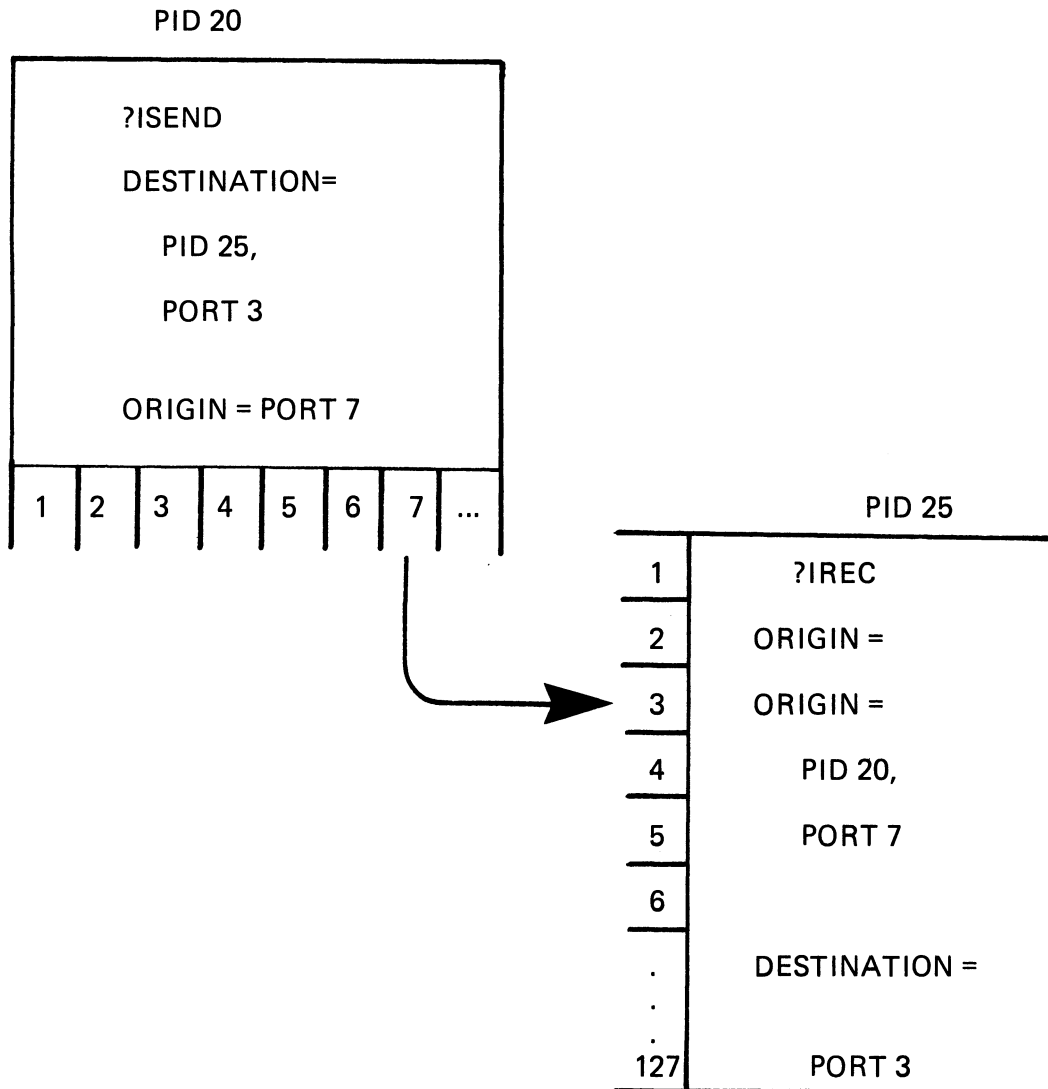 PID 20
?ISEND
DESTINATION=
PID 25,
PORT 3
ORIGIN = PORT 7
1 2 3 4 5 6 7 ...
PID 25
1 ?IREC
2 ORIGIN =
3 ORIGIN =
4 PID 20,
5 PORT 7
6
.
DESTINATION =
.
.
127 PORT 3